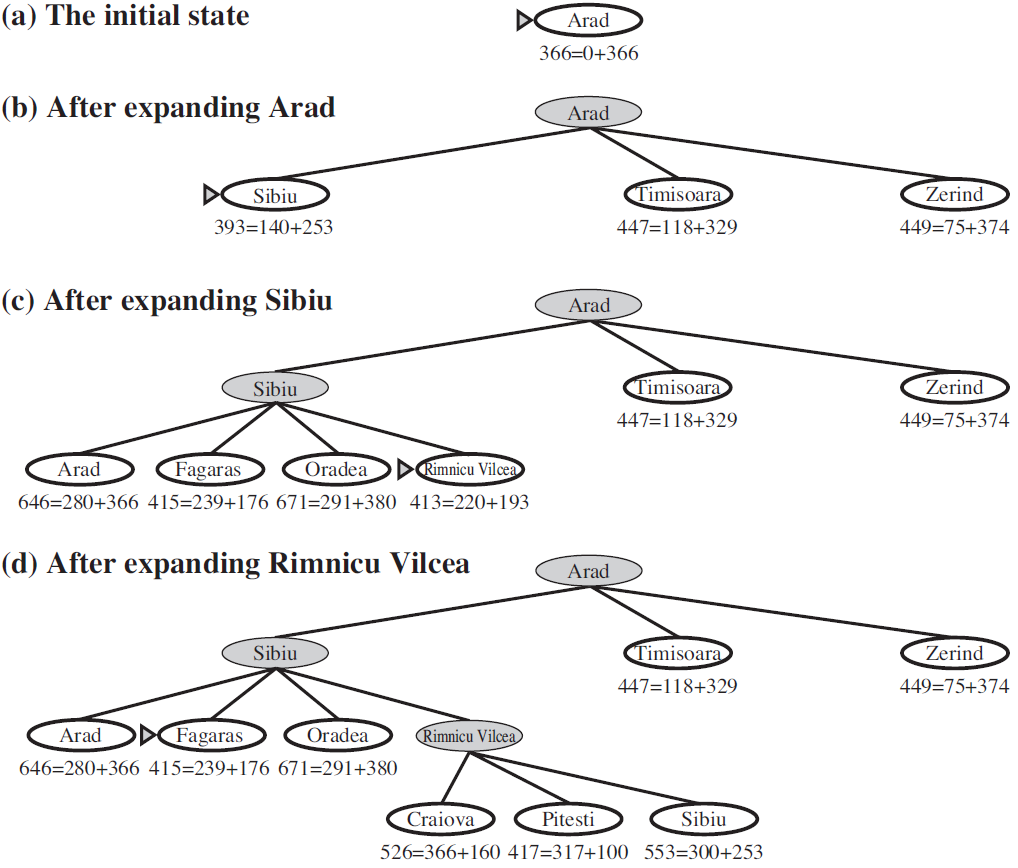 (a) The initial state
Arad
366=0+366
(b) After expanding Arad
Arad
Sibiu
Timisoara
Zerind
393=140+253
447=118+329
449=75+374
(c) After expanding Sibiu
Arad
Sibiu
Timisoara
Zerind
447=118+329
449=75+374
Arad
Fagaras
Oradea
Rimnicu Vilcea
646=280+366
415=239+176
671=291+380
413=220+193
(d) After expanding Rimnicu Vilcea
Arad
Sibiu
Timisoara
Zerind
447=118+329
449=75+374
Arad
Fagaras
Oradea
Rimnicu Vilcea
646=280+366
415=239+176
671=291+380
Craiova
Pitesti
Sibiu
526=366+160
417=317+100
553=300+253